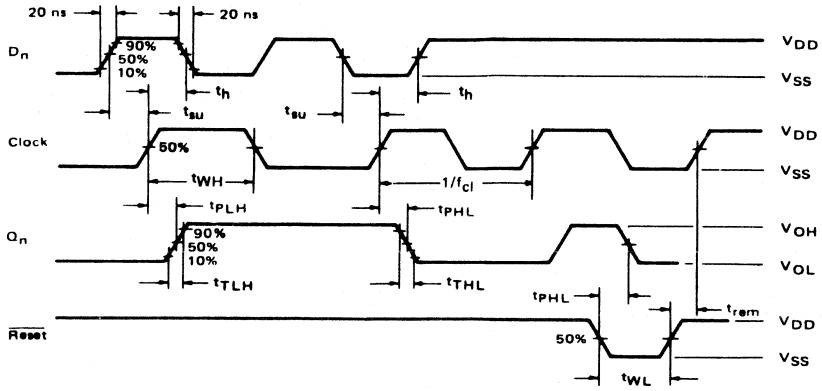 20 ns
20 ns
Dn
90%
50%
10%
VDD
VSS
th
th
tsu
tsu
Clock
50%
VDD
VSS
tWH
1/fcl
tPLH
tPHL
Qn
90%
50%
10%
VOH
VOL
tTLH
tTHL
tPHL
trem
Reset
50%
VDD
VSS
tWL